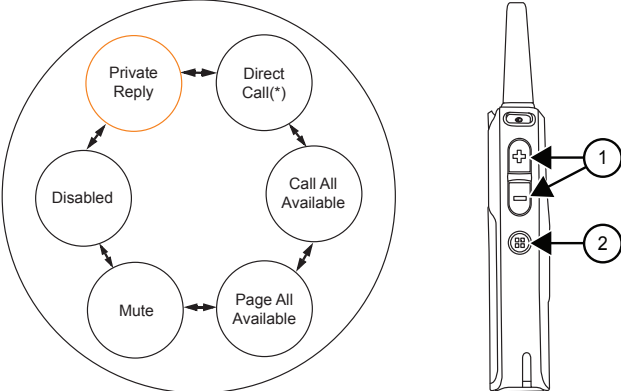 Private
Reply
Direct
Call(*)
Disabled
Call All
Available
Mute
Page All
Available
1
2